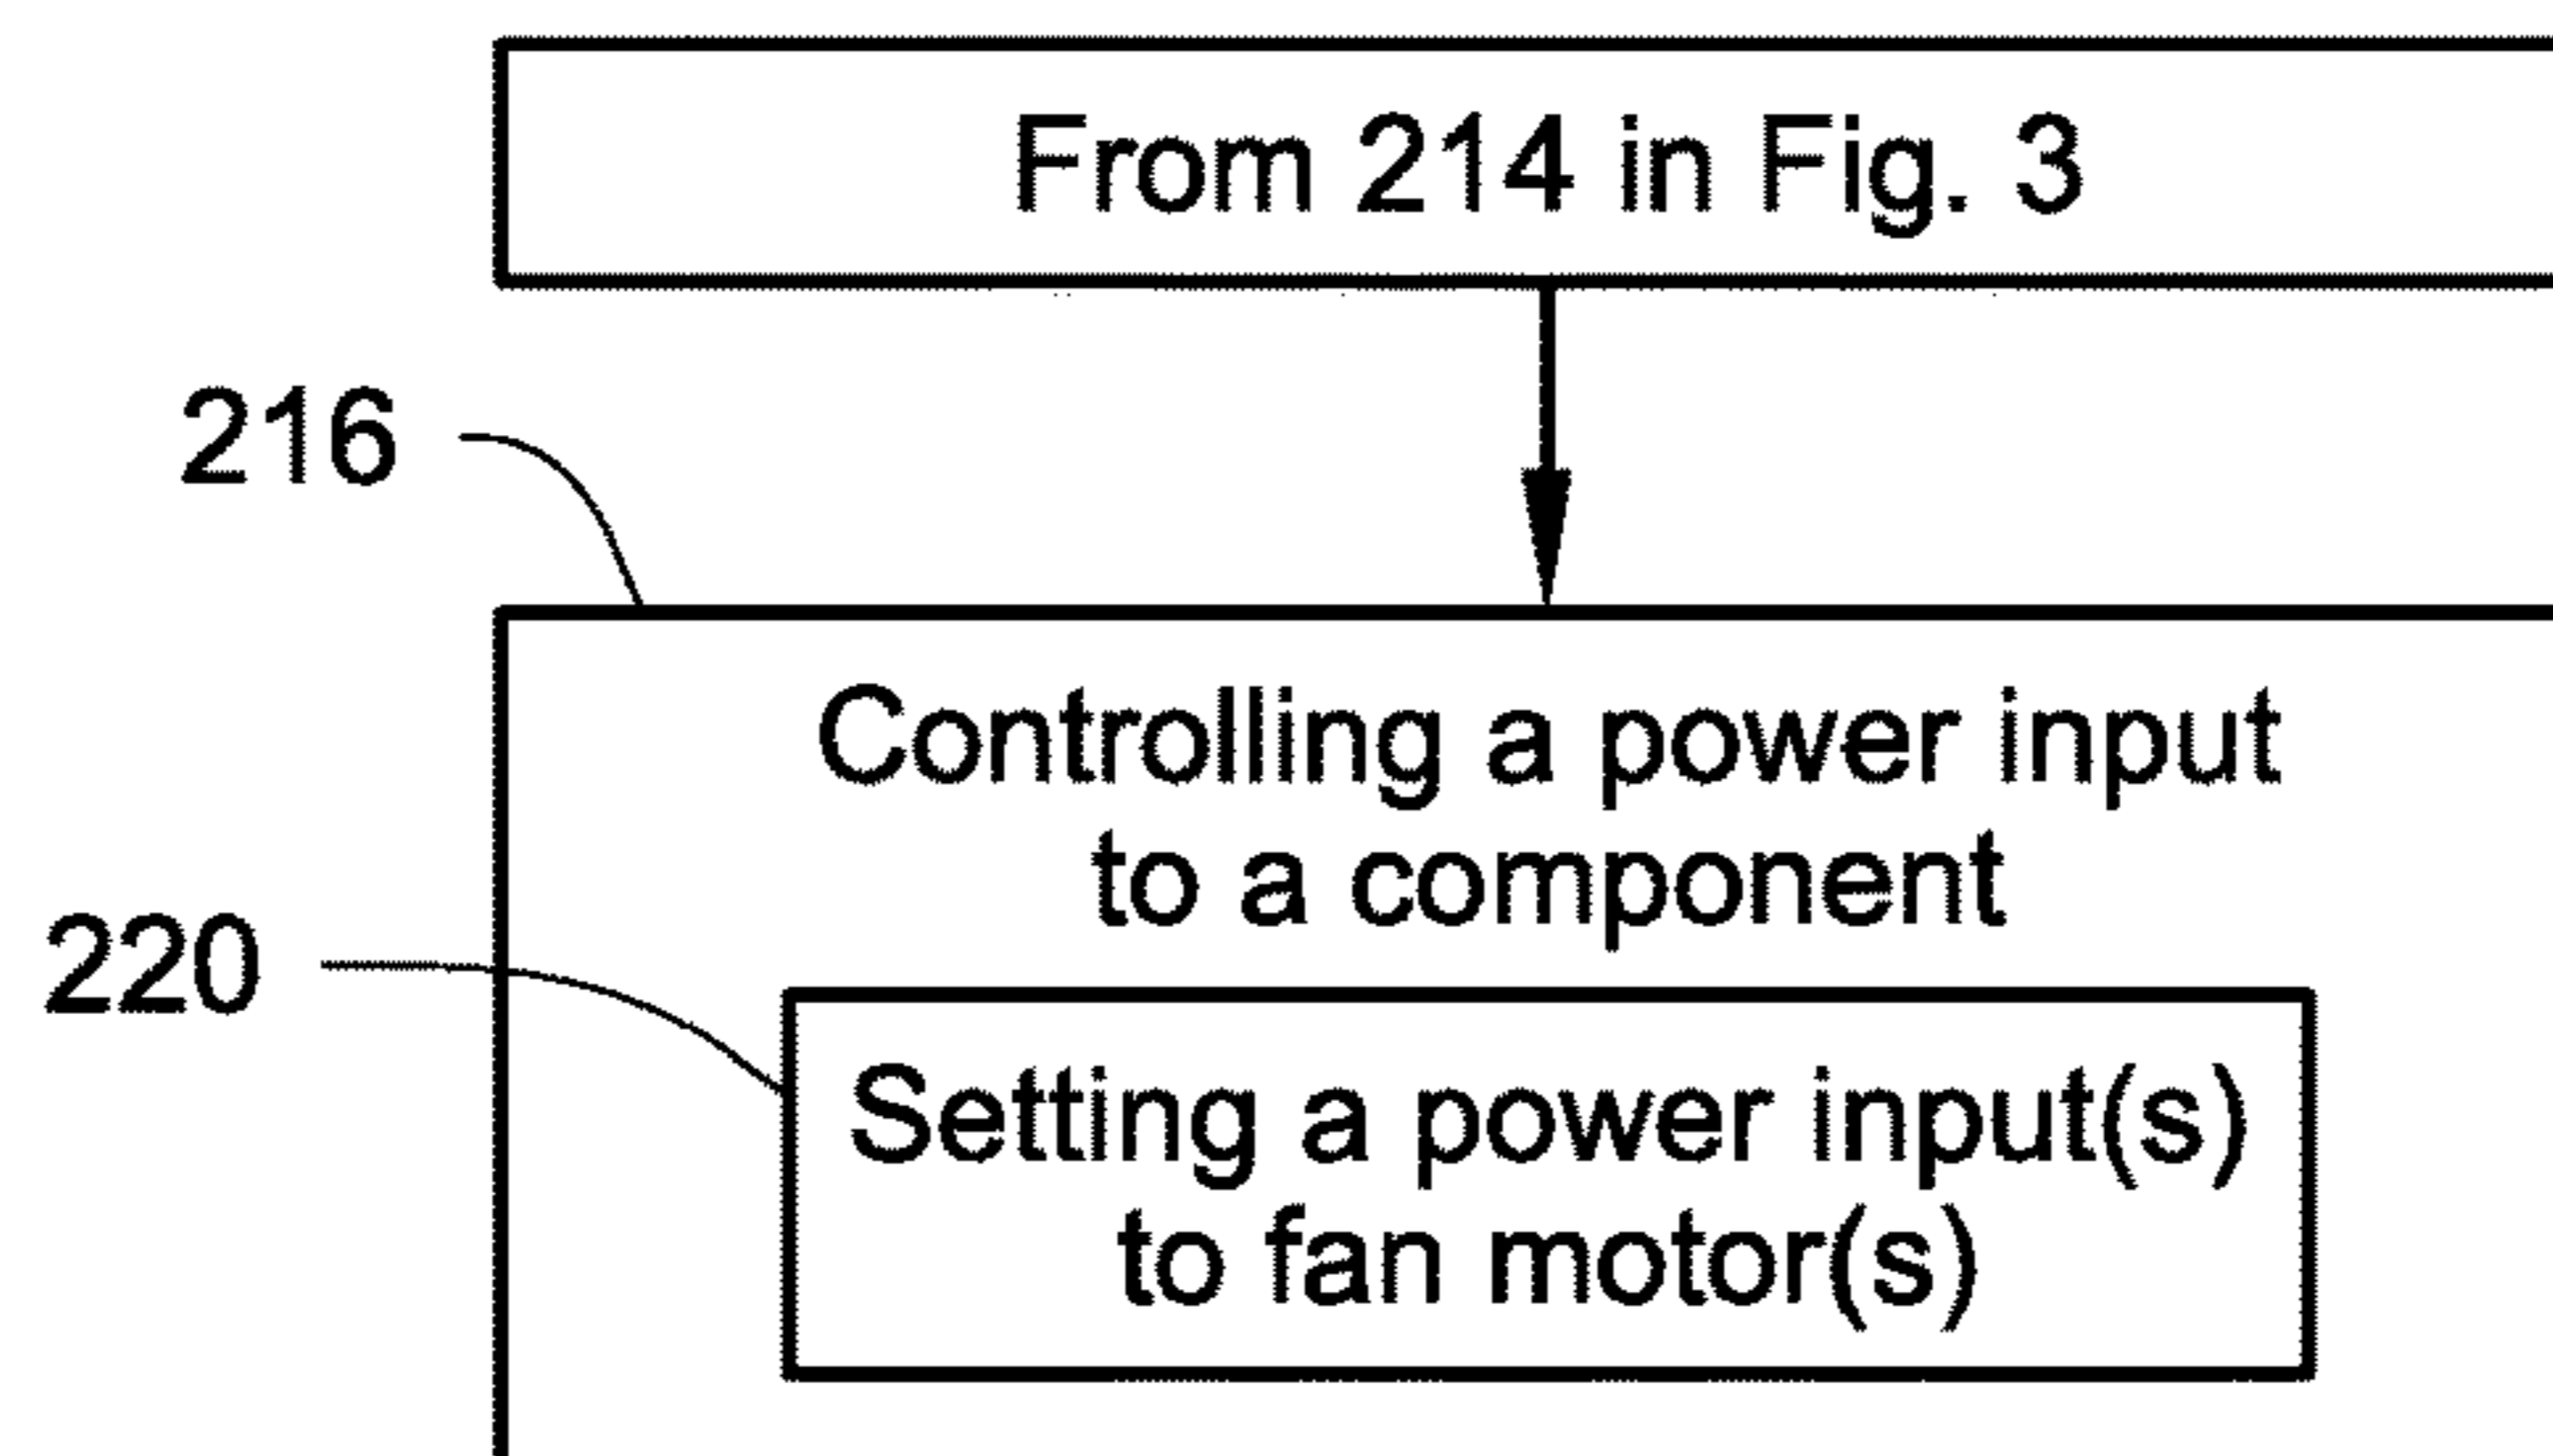 From 214 in Fig. 3
216
Controlling a power input
to a component
220
Setting a power input(s)
to fan motor(s)